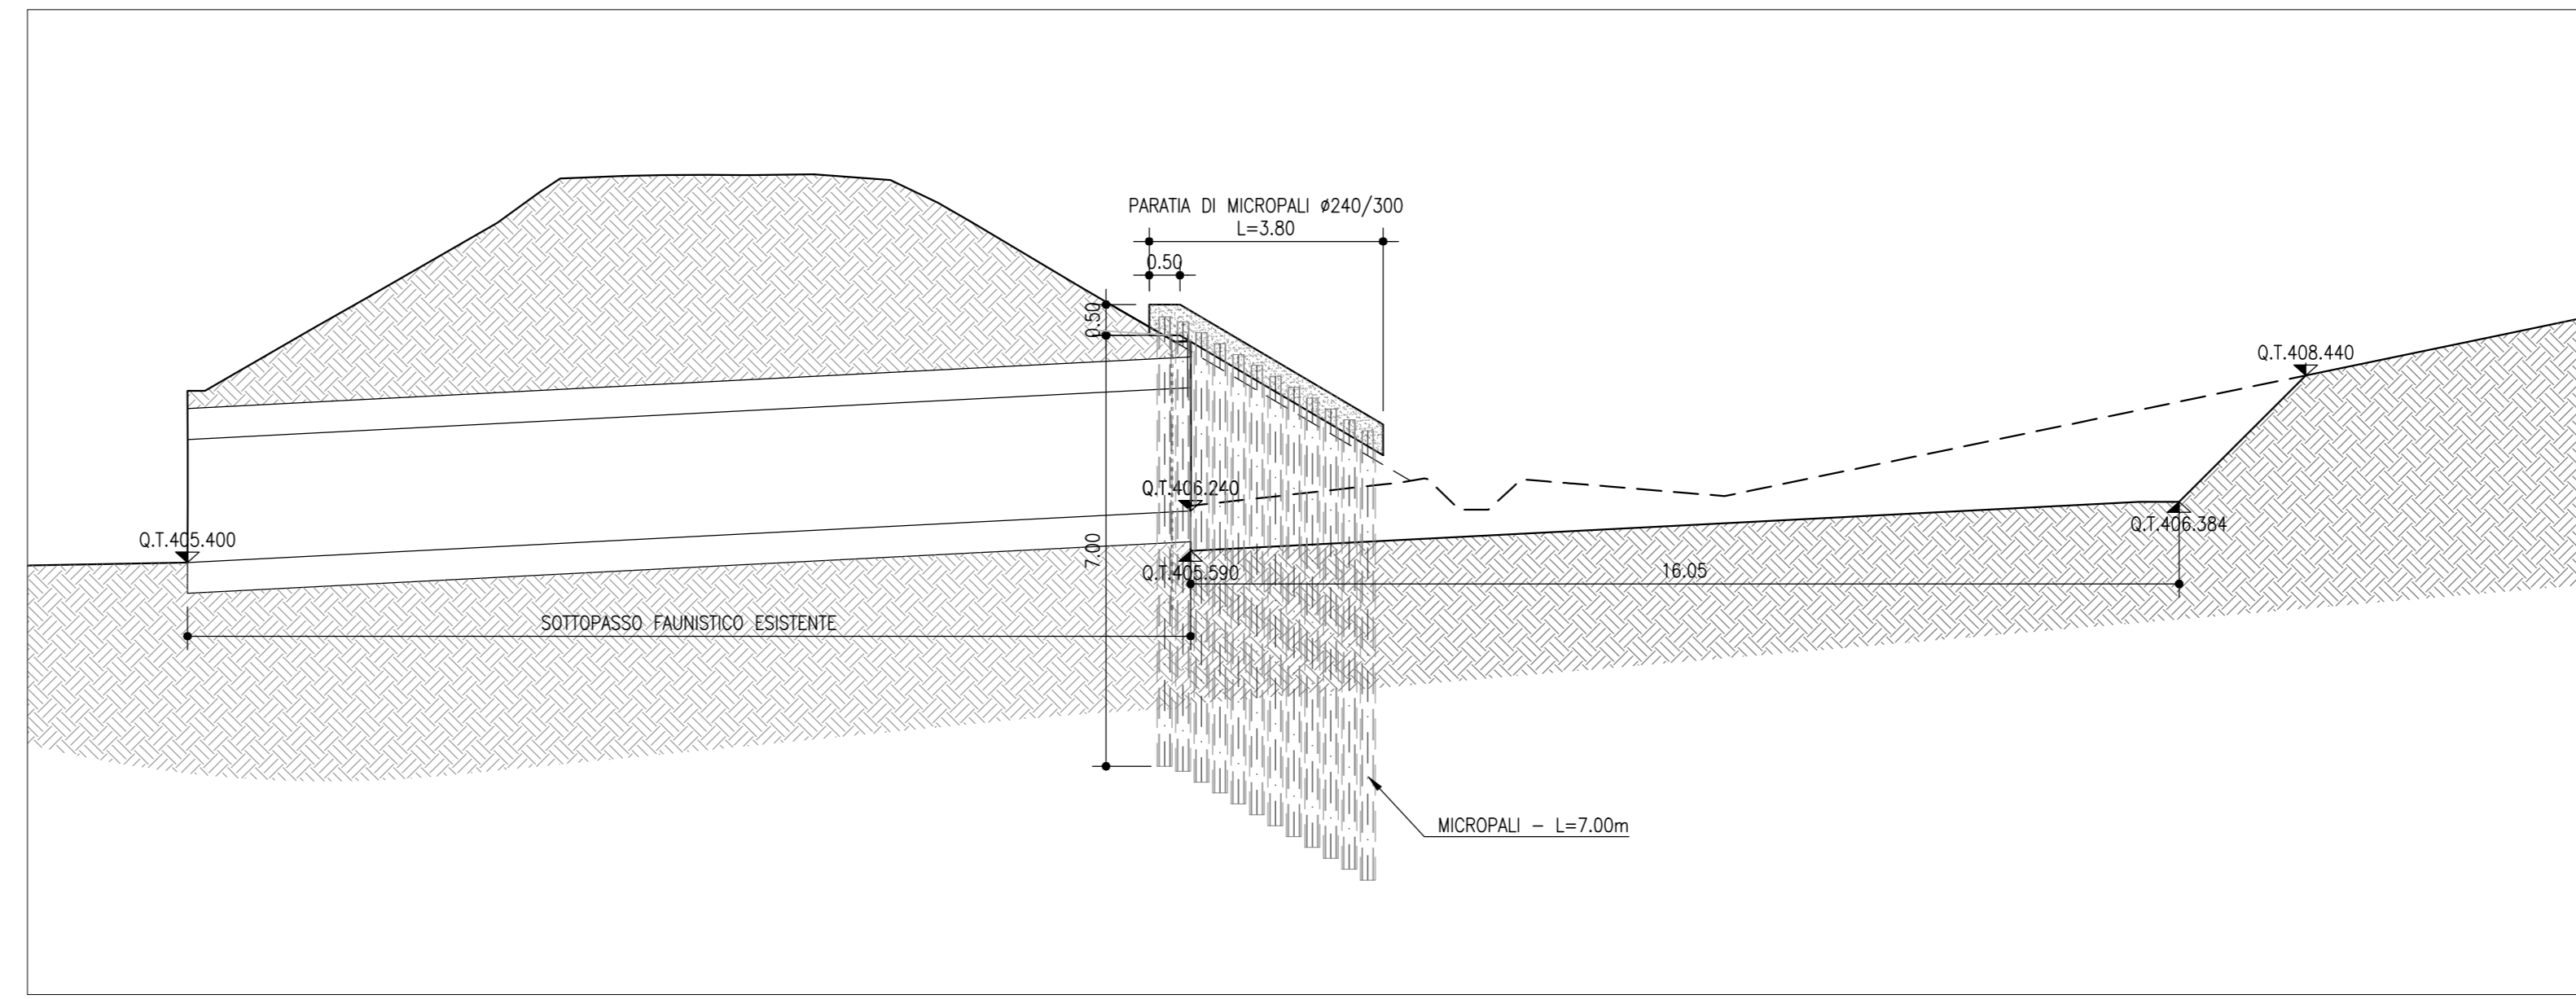 PARATIA DI MICROPALI ø240/300
L=3.80
0.50
0.50
Q.T.408.440
Q.T.406.240
Q.T.406.384
Q.T.405.400
7.00
Q.T.405.590
16.05
SOTTOPASSO FAUNISTICO ESISTENTE
MICROPALI – L=7.00m